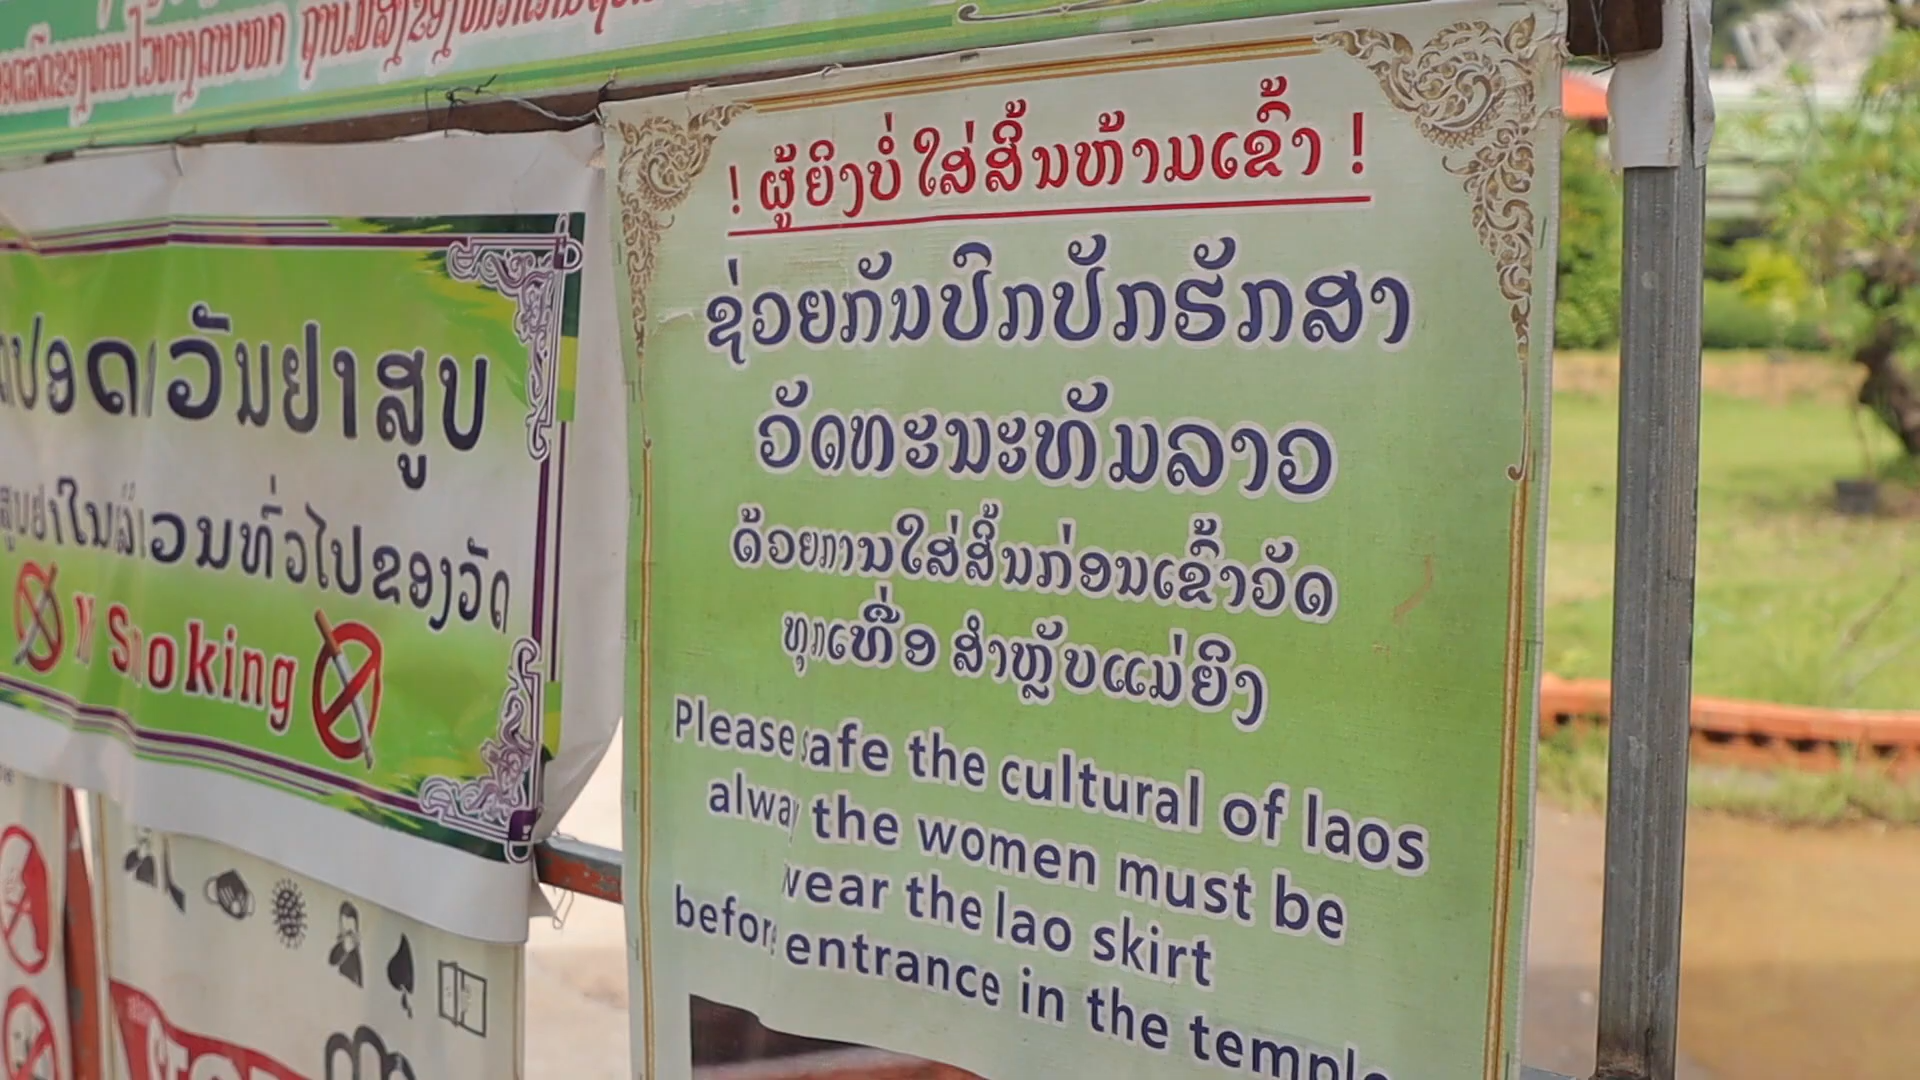 ! ຜູ້ຍິງບໍ່ໃສ່ສິ້ນຫ້າມເຂົ້າ !
ຊ່ວຍກັນປົກປັກຮັກສາ
ວັດທະນະທັມລາວ
ດ້ວຍການໃສ່ສິ້ນກ່ອນເຂົ້າວັດ
ທຸກເທື່ອ ສຳຫຼັບແມ່ຍິງ
Please safe the cultural of laos
alway the women must be
wear the lao skirt
before entrance in the temple
ປອດ ວັນຢາສູບ
ສູບຢາໃນ ທົ່ວໄປຂອງວັດ
Smoking